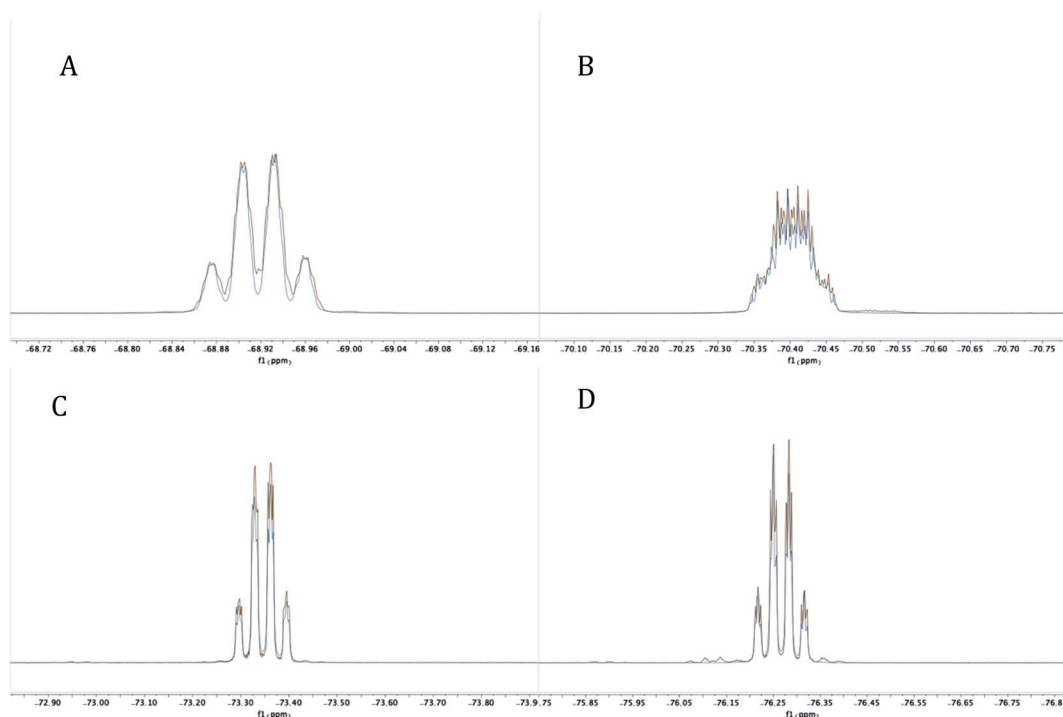 A
B
-68.72 -68.76 -68.80 -68.84 -68.88 -68.92 -68.96 -69.00 -69.04 -69.08 -69.12 -69.16
f1 (ppm)
-70.10 -70.15 -70.20 -70.25 -70.30 -70.35 -70.40 -70.45 -70.50 -70.55 -70.60 -70.65 -70.70 -70.75
f1 (ppm)
C
D
-72.90 -73.00 -73.10 -73.20 -73.30 -73.40 -73.50 -73.60 -73.70 -73.80 -73.9
f1 (ppm)
-75.85 -75.95 -76.05 -76.15 -76.25 -76.35 -76.45 -76.55 -76.65 -76.75
f1 (ppm)